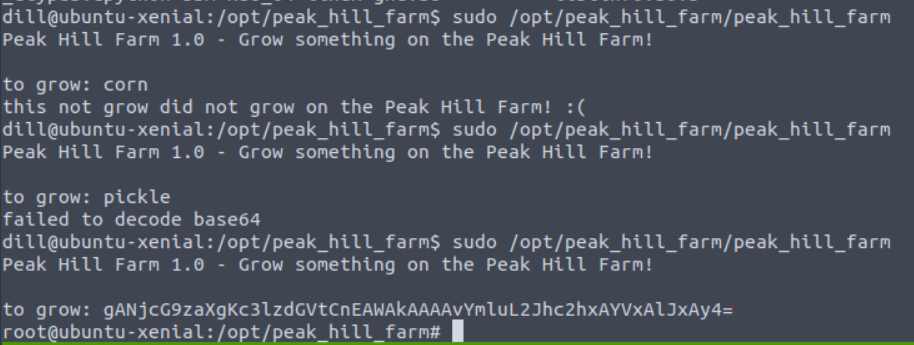 dill@ubuntu-xenial:/opt/peak_hill_farm$ sudo /opt/peak_hill_farm/peak_hill_farm
Peak Hill Farm 1.0 - Grow something on the Peak Hill Farm!
to grow: corn
this not grow did not grow on the Peak Hill Farm! :(
dill@ubuntu-xenial:/opt/peak_hill_farm$ sudo /opt/peak_hill_farm/peak_hill_farm
Peak Hill Farm 1.0 - Grow something on the Peak Hill Farm!
to grow: pickle
failed to decode base64
dill@ubuntu-xenial:/opt/peak_hill_farm$ sudo /opt/peak_hill_farm/peak_hill_farm
Peak Hill Farm 1.0 - Grow something on the Peak Hill Farm!
to grow: gANjcG9zaXgKc3lzdGVtCnEAWAkAAAAvYmluL2Jhc2hxAYVxAlJxAy4=
root@ubuntu-xenial:/opt/peak_hill_farm#